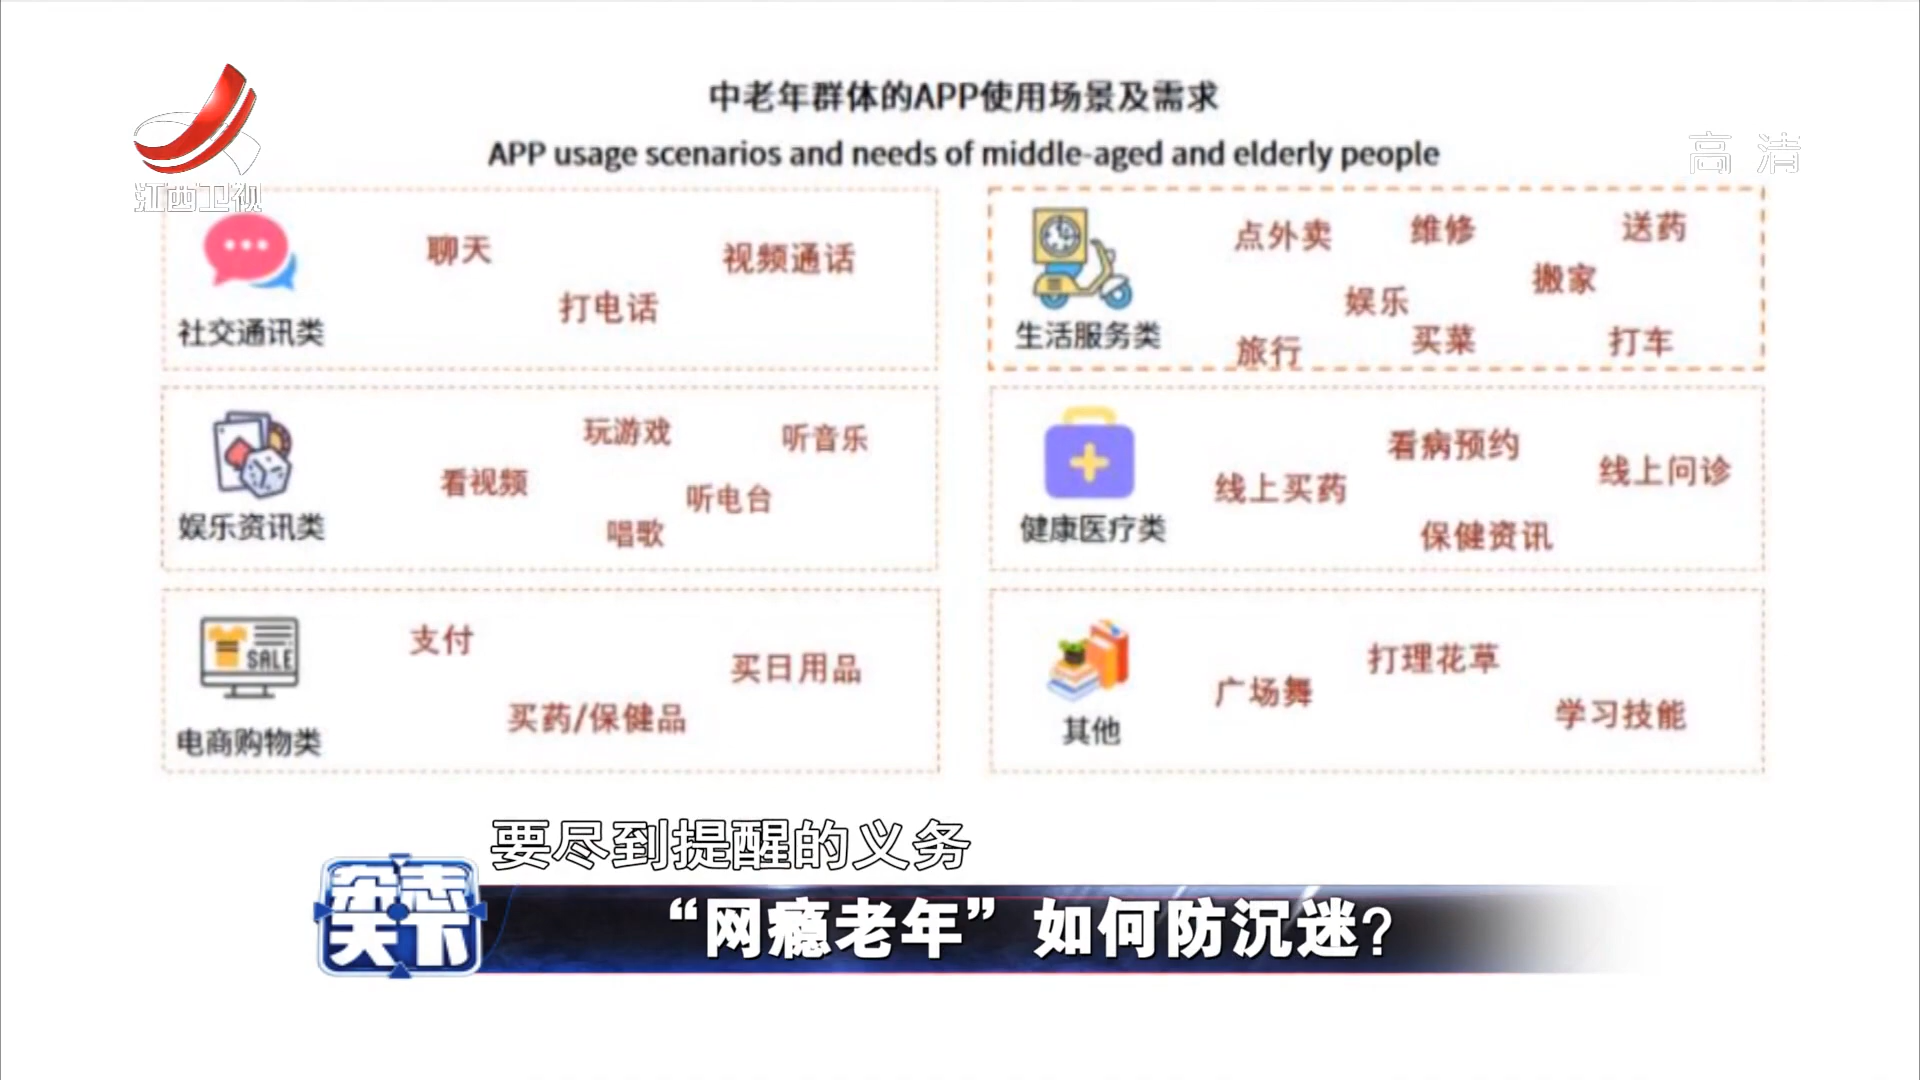 中老年群体的APP使用场景及需求
APP usage scenarios and needs of middle-aged and elderly people
江西卫视
高清
聊天
视频通话
打电话
社交通讯类
点外卖
维修
送药
搬家
娱乐
买菜
打车
旅行
生活服务类
玩游戏
听音乐
看视频
听电台
唱歌
娱乐资讯类
看病预约
线上问诊
线上买药
保健资讯
健康医疗类
SALE
支付
买日用品
买药/保健品
电商购物类
打理花草
广场舞
学习技能
其他
要尽到提醒的义务
杂志
天下
“网瘾老年”如何防沉迷?